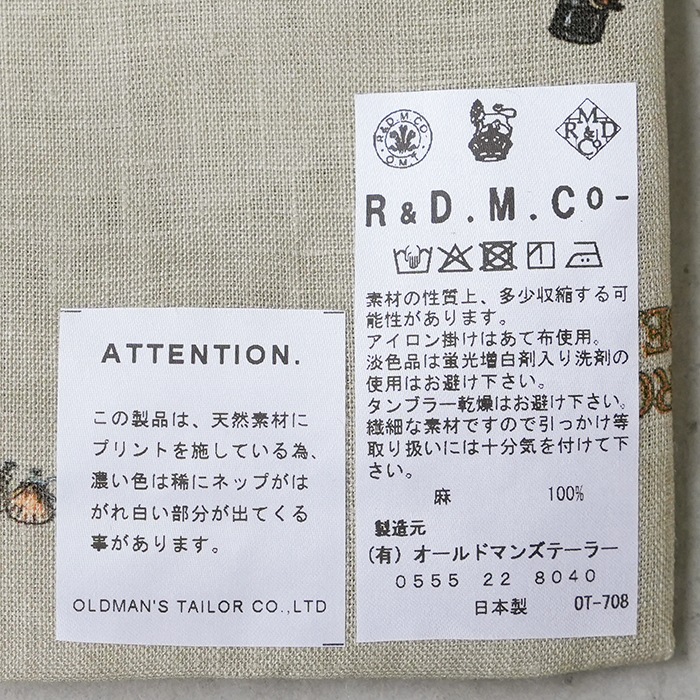 ATTENTION.
この製品は、天然素材に
プリントを施している為、
濃い色は稀にネップがは
がれ白い部分が出てくる
事があります。
OLDMAN'S TAILOR CO.,LTD
R&D.M.CO.
O.M.T
R M D
& Co
R & D . M . Co-
素材の性質上、多少収縮する可
能性があります。
アイロン掛けはあて布使用。
淡色品は蛍光増白剤入り洗剤の
使用はお避け下さい。
タンブラー乾燥はお避け下さい。
繊細な素材ですので引っかけ等
取り扱いには十分気を付けて下
さい。
麻 100%
製造元
(有) オールドマンズテーラー
0555 22 8040
日本製 OT-708